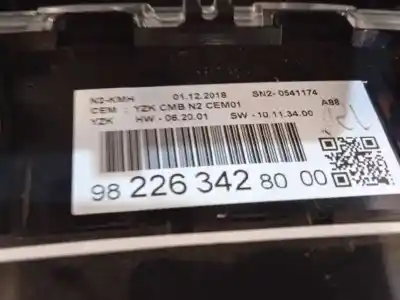 N2-KMH 01.12.2018 SN2-0541174
CEM : YZK CMB N2 CEM01 A88
YZK HW - 06.20.01 SW - 10.11.34.00
98 226 342 80 00